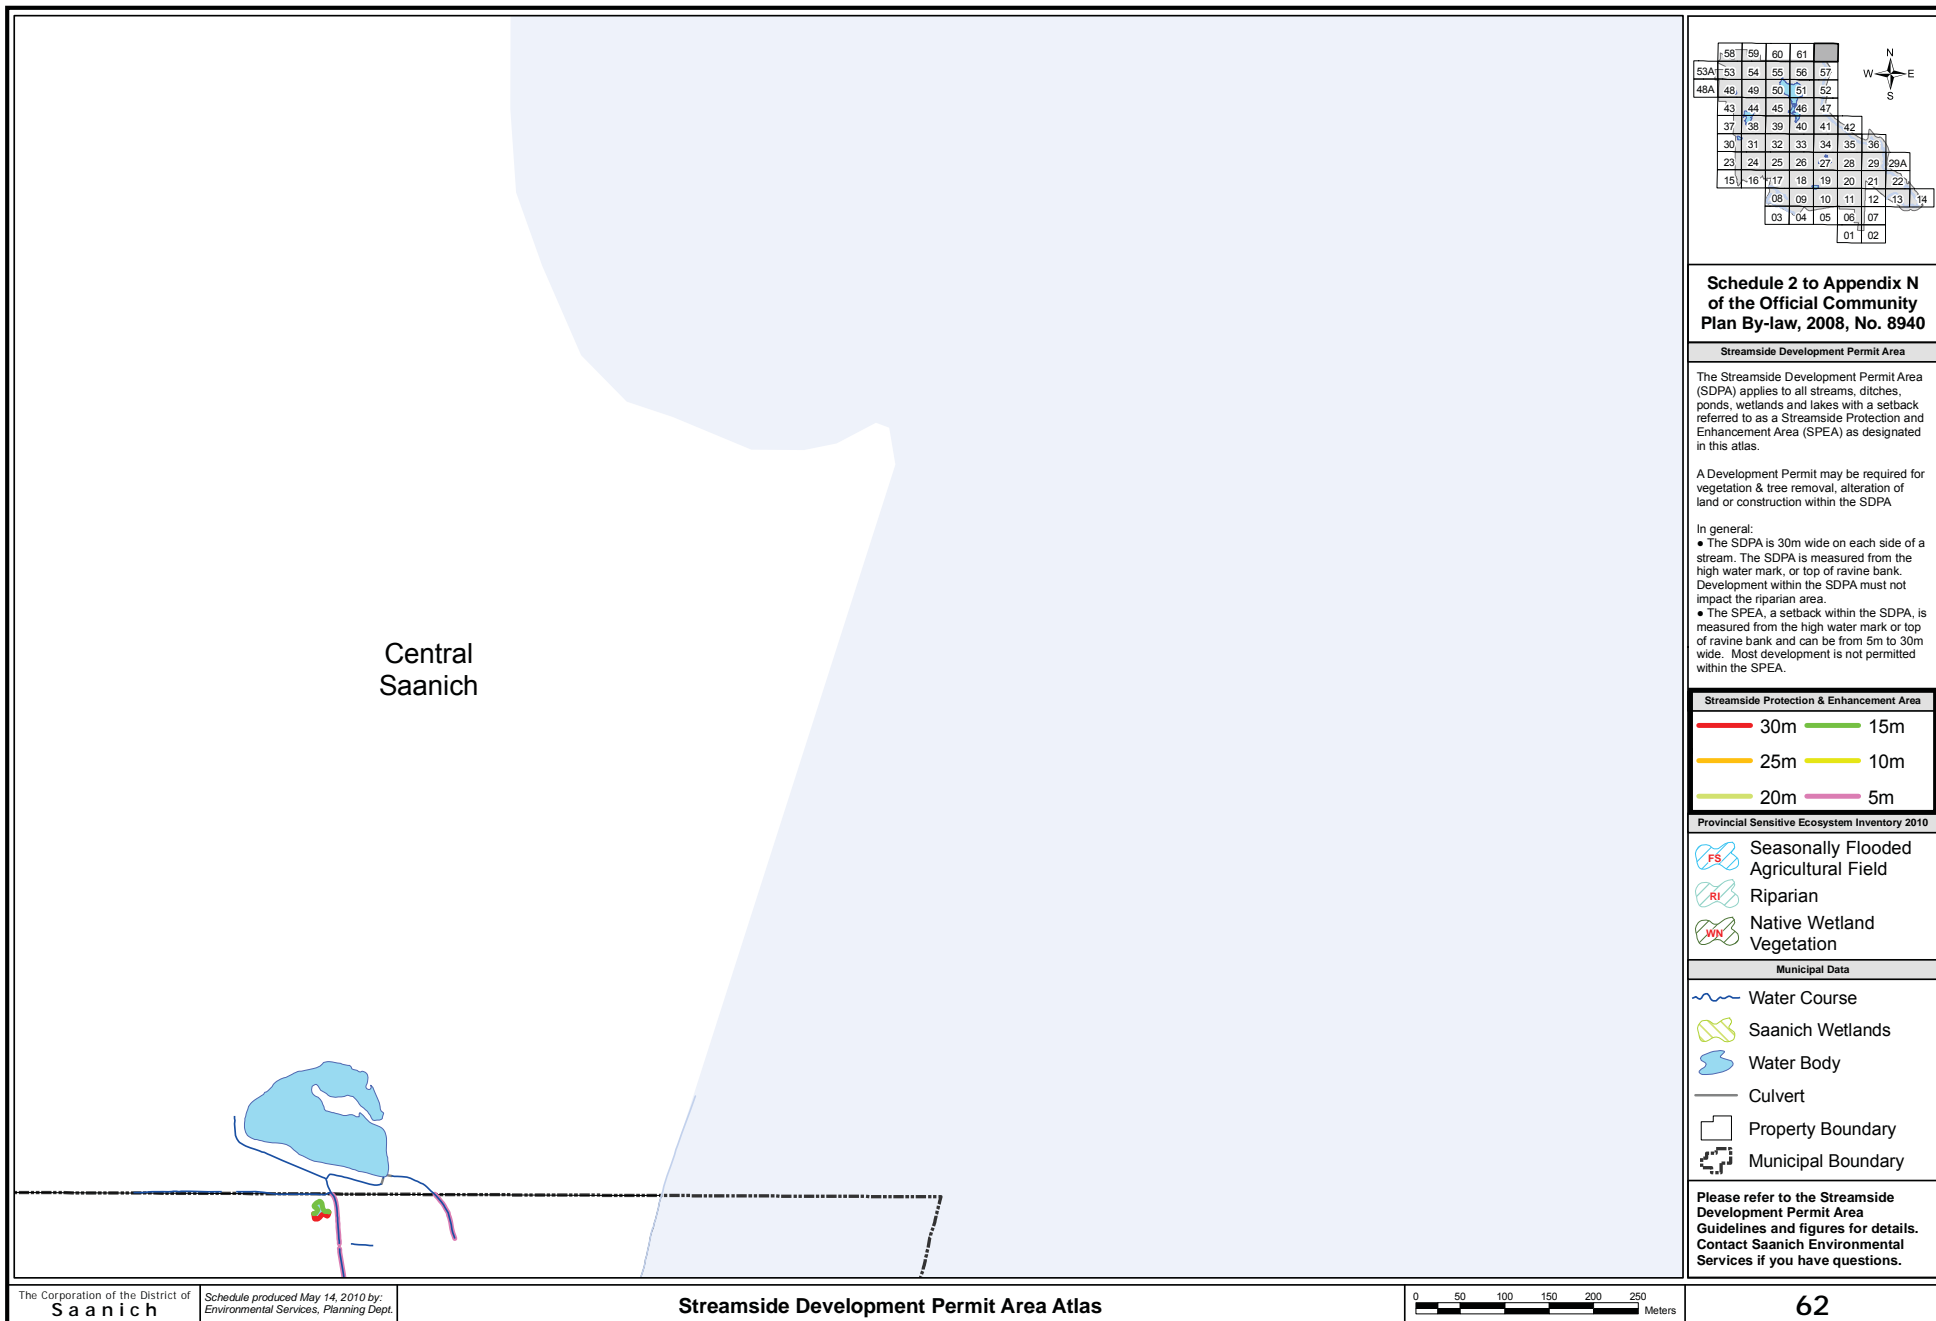 Central
Saanich
58 59 60 61
53A 53 54 55 56 57
48A 48 49 50 51 52
43 44 45 46 47
37 38 39 40 41 42
30 31 32 33 34 35 36
23 24 25 26 27 28 29 29A
15 16 17 18 19 20 21 22
08 09 10 11 12 13 14
03 04 05 06 07
01 02
N
W E
S
Schedule 2 to Appendix N
of the Official Community
Plan By-law, 2008, No. 8940
Streamside Development Permit Area
The Streamside Development Permit Area
(SDPA) applies to all streams, ditches,
ponds, wetlands and lakes with a setback
referred to as a Streamside Protection and
Enhancement Area (SPEA) as designated
in this atlas.
A Development Permit may be required for
vegetation & tree removal, alteration of
land or construction within the SDPA
In general:
● The SDPA is 30m wide on each side of a
stream. The SDPA is measured from the
high water mark, or top of ravine bank.
Development within the SDPA must not
impact the riparian area.
● The SPEA, a setback within the SDPA, is
measured from the high water mark or top
of ravine bank and can be from 5m to 30m
wide. Most development is not permitted
within the SPEA.
Streamside Protection & Enhancement Area
30m 15m
25m 10m
20m 5m
Provincial Sensitive Ecosystem Inventory 2010
FS Seasonally Flooded
Agricultural Field
RI Riparian
WN Native Wetland
Vegetation
Municipal Data
Water Course
Saanich Wetlands
Water Body
Culvert
Property Boundary
Municipal Boundary
Please refer to the Streamside
Development Permit Area
Guidelines and figures for details.
Contact Saanich Environmental
Services if you have questions.
The Corporation of the District of
Saanich
Schedule produced May 14, 2010 by:
Environmental Services, Planning Dept.
Streamside Development Permit Area Atlas
0 50 100 150 200 250
Meters
62